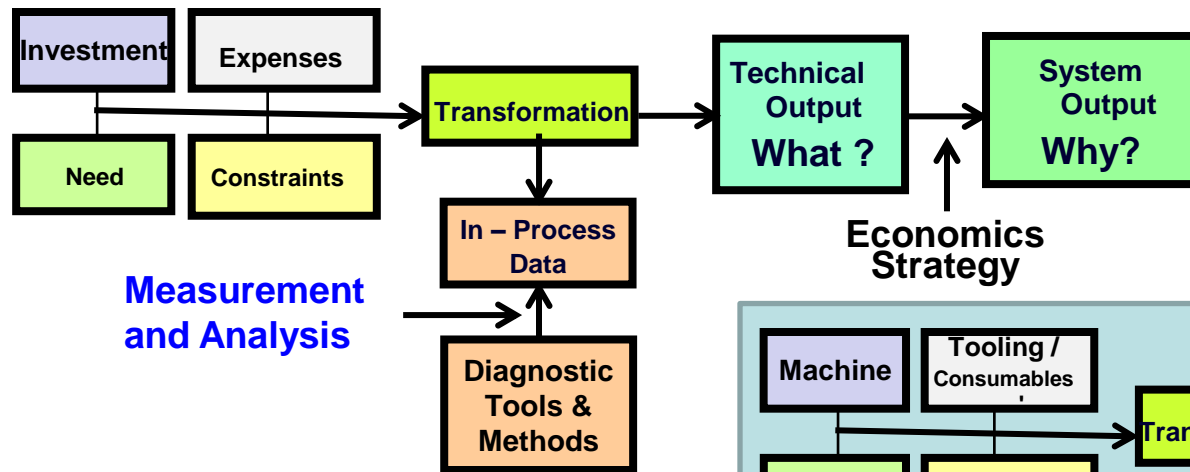 Investment
Expenses
Need
Constraints
Transformation
Technical
Output
What ?
System
Output
Why?
In – Process
Data
Economics
Strategy
Measurement
and Analysis
Diagnostic
Tools &
Methods
Machine
Tooling /
Consumables
Tran